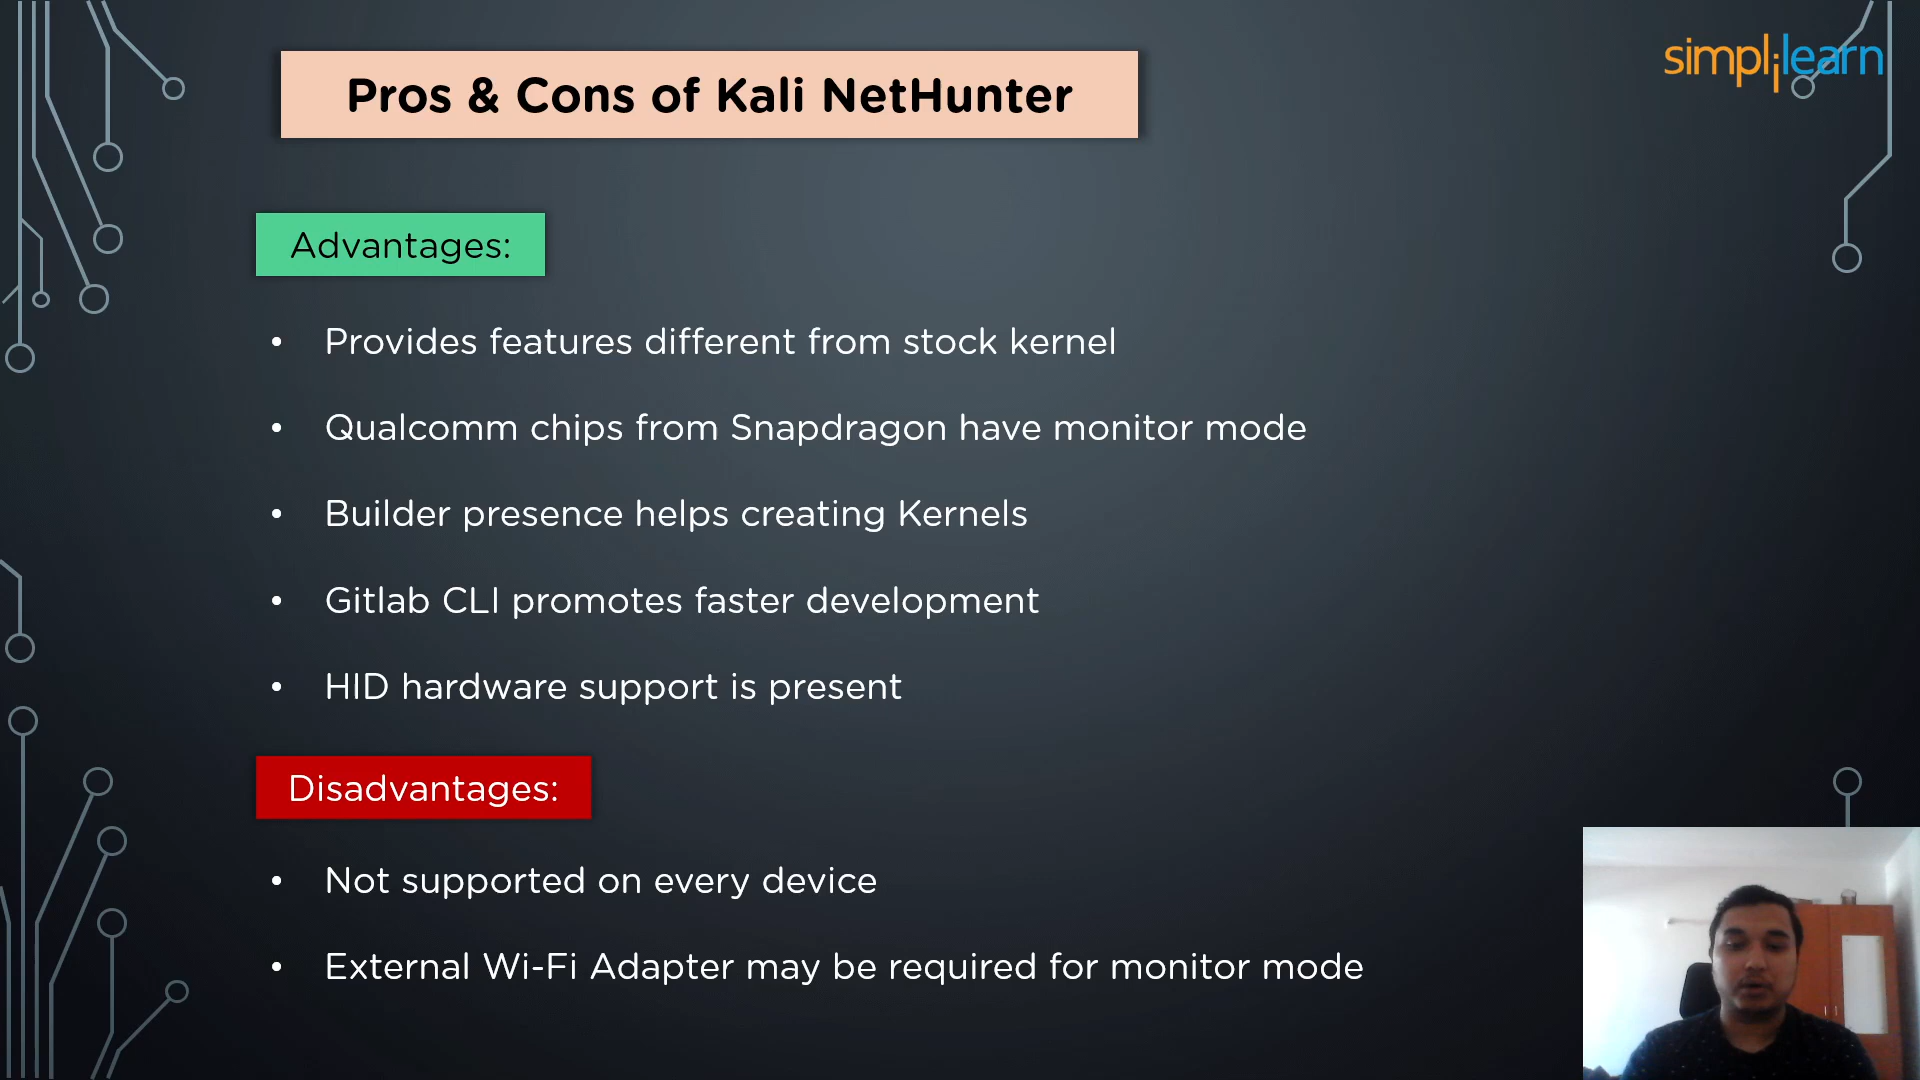 Pros & Cons of Kali NetHunter
simplilearn
Advantages:
• Provides features different from stock kernel
• Qualcomm chips from Snapdragon have monitor mode
• Builder presence helps creating Kernels
• Gitlab CLI promotes faster development
• HID hardware support is present
Disadvantages:
• Not supported on every device
• External Wi-Fi Adapter may be required for monitor mode